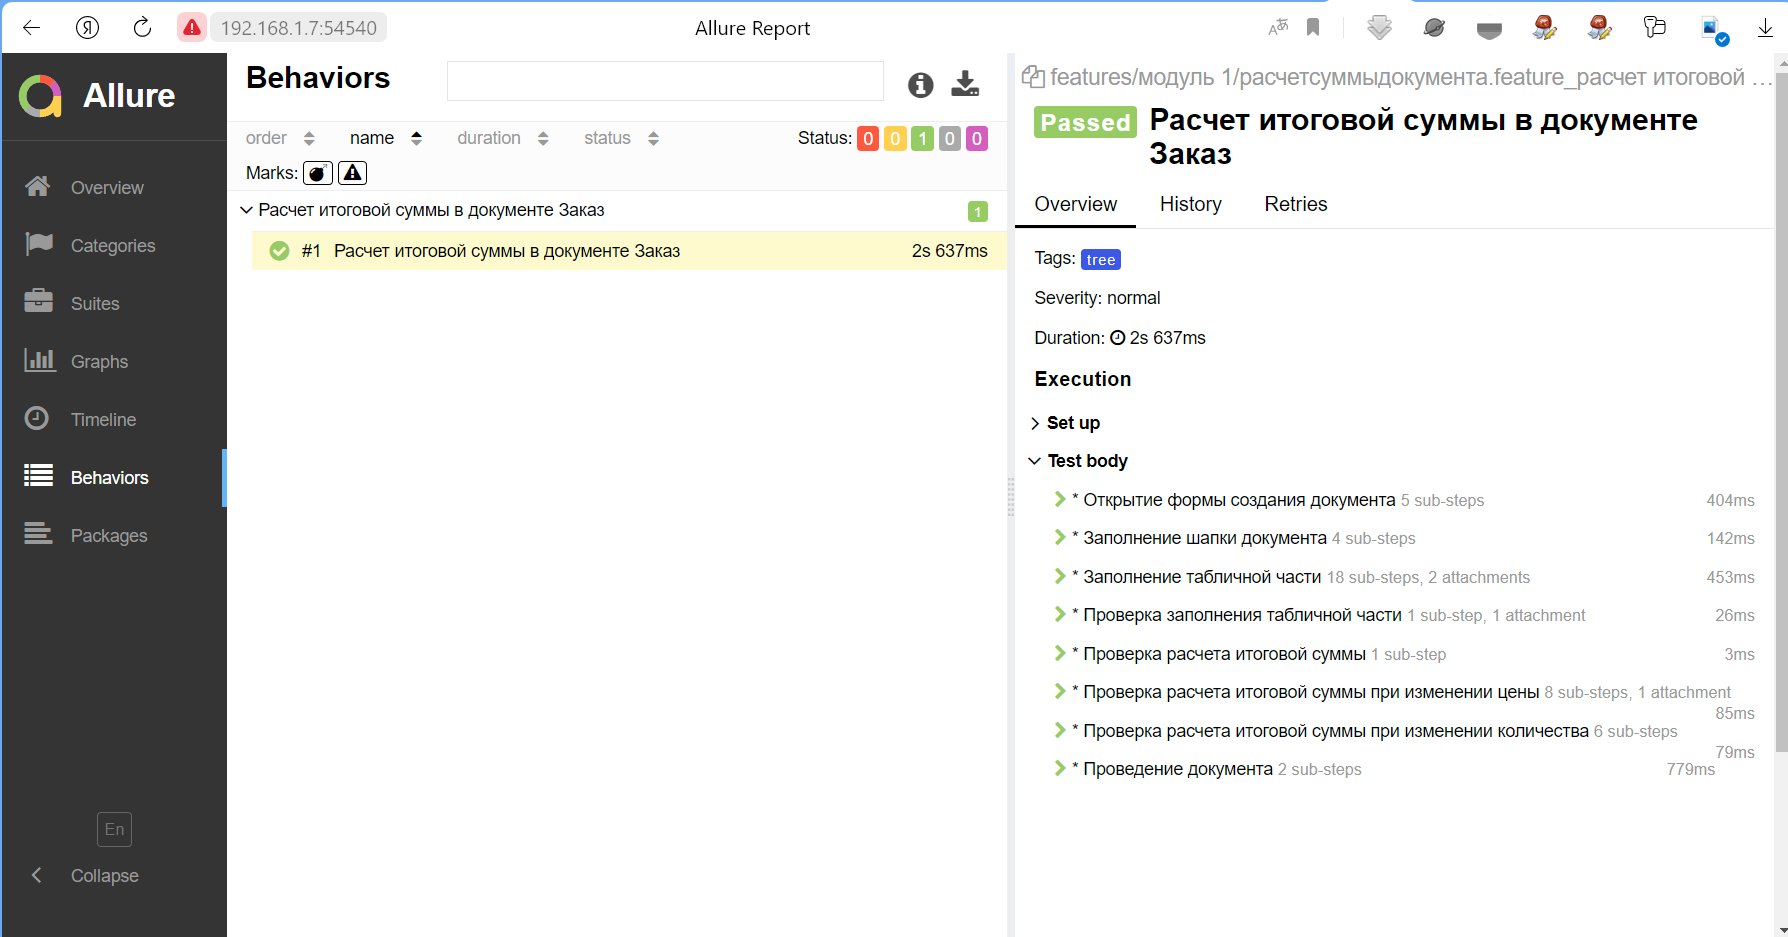 192.168.1.7:54540
Allure Report
Allure
Overview
Categories
Suites
Graphs
Timeline
Behaviors
Packages
En
Collapse
Behaviors
order name duration status Status: 0 0 1 0 0
Marks:
Расчет итоговой суммы в документе Заказ 1
#1 Расчет итоговой суммы в документе Заказ 2s 637ms
features/модуль 1/расчетсуммыдокумента.feature_расчет итоговой ...
Passed Расчет итоговой суммы в документе
Заказ
Overview History Retries
Tags: tree
Severity: normal
Duration: 2s 637ms
Execution
Set up
Test body
* Открытие формы создания документа 5 sub-steps 404ms
* Заполнение шапки документа 4 sub-steps 142ms
* Заполнение табличной части 18 sub-steps, 2 attachments 453ms
* Проверка заполнения табличной части 1 sub-step, 1 attachment 26ms
* Проверка расчета итоговой суммы 1 sub-step 3ms
* Проверка расчета итоговой суммы при изменении цены 8 sub-steps, 1 attachment
85ms
* Проверка расчета итоговой суммы при изменении количества 6 sub-steps
79ms
* Проведение документа 2 sub-steps 779ms